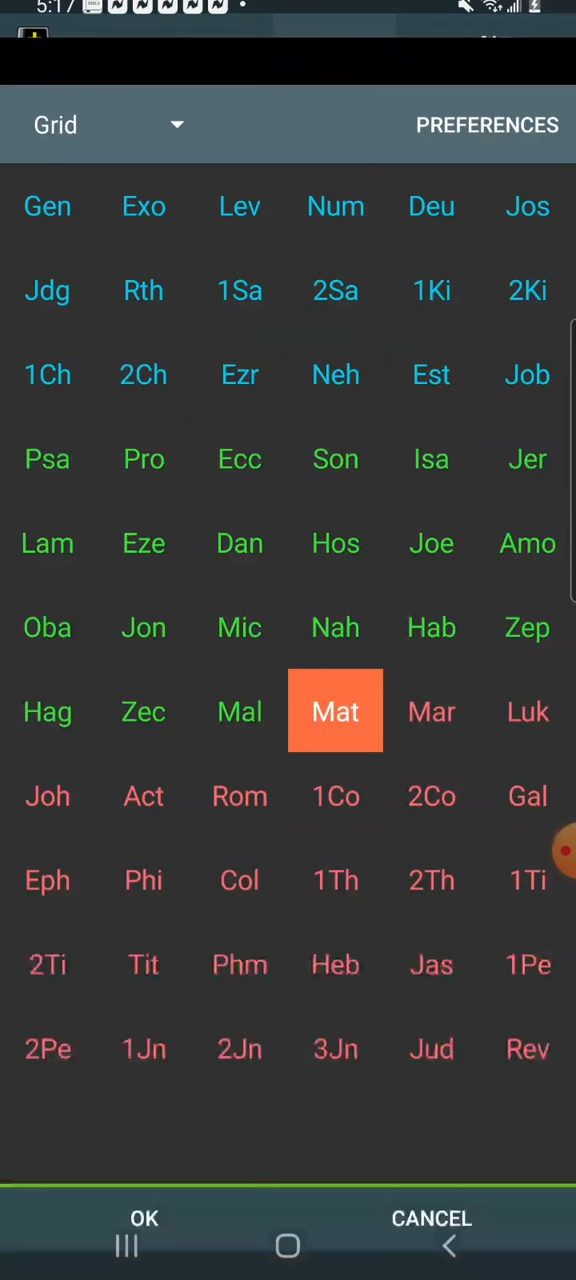 5:17
Grid PREFERENCES
Gen Exo Lev Num Deu Jos
Jdg Rth 1Sa 2Sa 1Ki 2Ki
1Ch 2Ch Ezr Neh Est Job
Psa Pro Ecc Son Isa Jer
Lam Eze Dan Hos Joe Amo
Oba Jon Mic Nah Hab Zep
Hag Zec Mal Mat Mar Luk
Joh Act Rom 1Co 2Co Gal
Eph Phi Col 1Th 2Th 1Ti
2Ti Tit Phm Heb Jas 1Pe
2Pe 1Jn 2Jn 3Jn Jud Rev
OK CANCEL